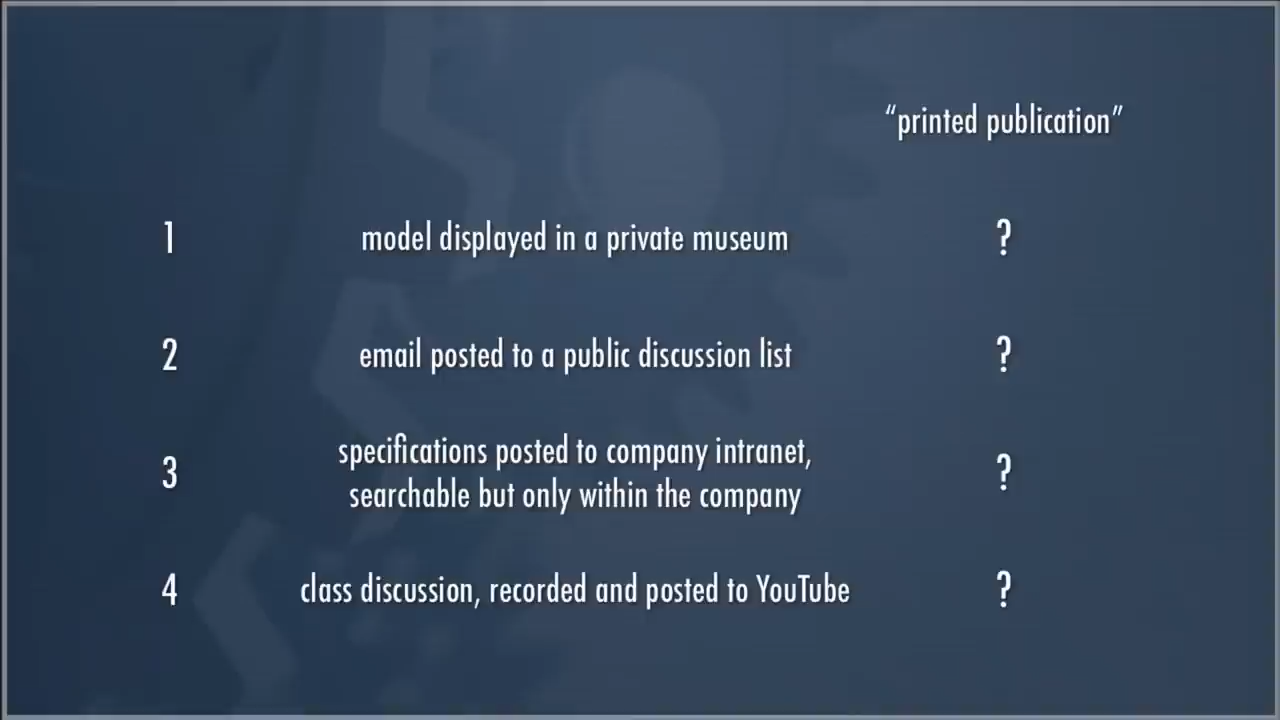 “printed publication”
1 model displayed in a private museum ?
2 email posted to a public discussion list ?
specifications posted to company intranet,
3 searchable but only within the company ?
4 class discussion, recorded and posted to YouTube ?